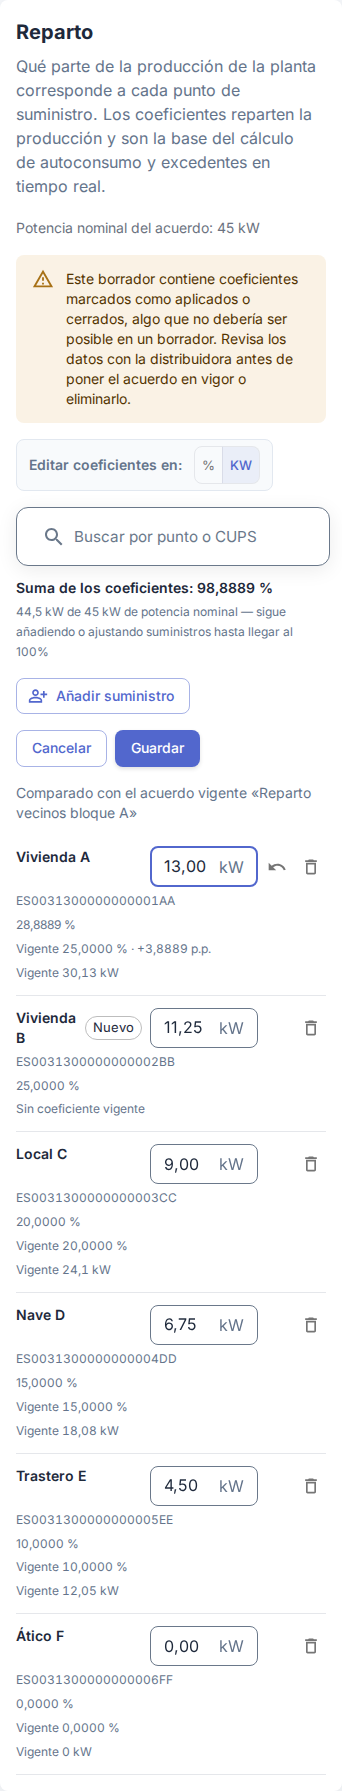 Reparto
Qué parte de la producción de la planta
corresponde a cada punto de
suministro. Los coeficientes reparten la
producción y son la base del cálculo
de autoconsumo y excedentes en
tiempo real.
Potencia nominal del acuerdo: 45 kW
Este borrador contiene coeficientes
marcados como aplicados o
cerrados, algo que no debería ser
posible en un borrador. Revisa los
datos con la distribuidora antes de
poner el acuerdo en vigor o
eliminarlo.
Editar coeficientes en: % KW
Buscar por punto o CUPS
Suma de los coeficientes: 98,8889 %
44,5 kW de 45 kW de potencia nominal — sigue
añadiendo o ajustando suministros hasta llegar al
100%
Añadir suministro
Cancelar Guardar
Comparado con el acuerdo vigente «Reparto
vecinos bloque A»
Vivienda A 13,00 kW
ES0031300000000001AA
28,8889 %
Vigente 25,0000 % · +3,8889 p.p.
Vigente 30,13 kW
Vivienda B Nuevo 11,25 kW
ES0031300000000002BB
25,0000 %
Sin coeficiente vigente
Local C 9,00 kW
ES0031300000000003CC
20,0000 %
Vigente 20,0000 %
Vigente 24,1 kW
Nave D 6,75 kW
ES0031300000000004DD
15,0000 %
Vigente 15,0000 %
Vigente 18,08 kW
Trastero E 4,50 kW
ES0031300000000005EE
10,0000 %
Vigente 10,0000 %
Vigente 12,05 kW
Ático F 0,00 kW
ES0031300000000006FF
0,0000 %
Vigente 0,0000 %
Vigente 0 kW